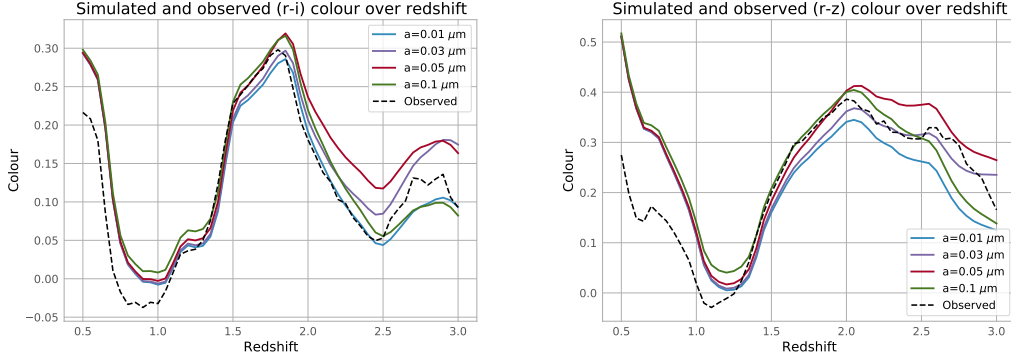 Simulated and observed (r-i) colour over redshift
Colour
0.30
0.25
0.20
0.15
0.10
0.05
0.00
−0.05
0.5
1.0
1.5
2.0
2.5
3.0
Redshift
a=0.01 μm
a=0.03 μm
a=0.05 μm
a=0.1 μm
Observed
Simulated and observed (r-z) colour over redshift
Colour
0.5
0.4
0.3
0.2
0.1
0.0
0.5
1.0
1.5
2.0
2.5
3.0
Redshift
a=0.01 μm
a=0.03 μm
a=0.05 μm
a=0.1 μm
Observed